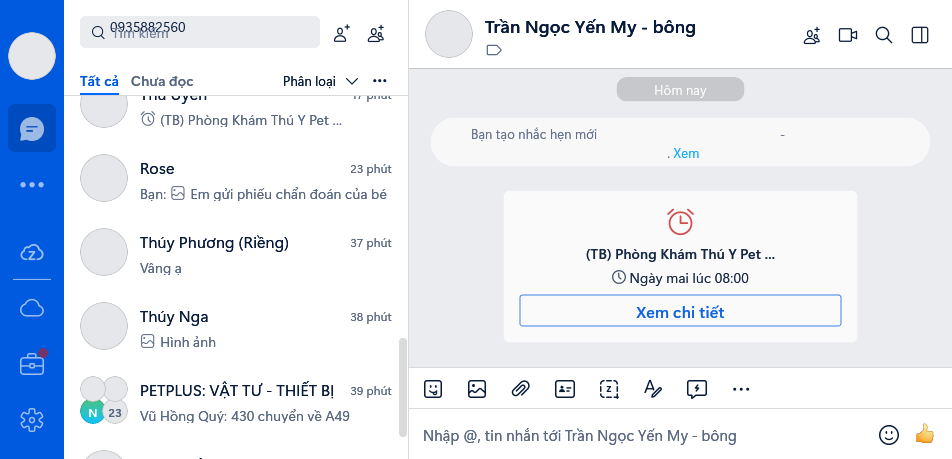 0935882560
Tìm kiếm
Tất cả Chưa đọc Phân loại
Thu Uyên 17 phút
(TB) Phòng Khám Thú Y Pet ...
Rose 23 phút
Bạn: Em gửi phiếu chẩn đoán của bé
Thúy Phương (Riềng) 37 phút
Vâng ạ
Thúy Nga 38 phút
Hình ảnh
PETPLUS: VẬT TƯ - THIẾT BỊ 39 phút
Vũ Hồng Quý: 430 chuyển về A49
N 23
Trần Ngọc Yến My - bông
Hôm nay
Bạn tạo nhắc hẹn mới -
. Xem
(TB) Phòng Khám Thú Y Pet ...
Ngày mai lúc 08:00
Xem chi tiết
Nhập @, tin nhắn tới Trần Ngọc Yến My - bông